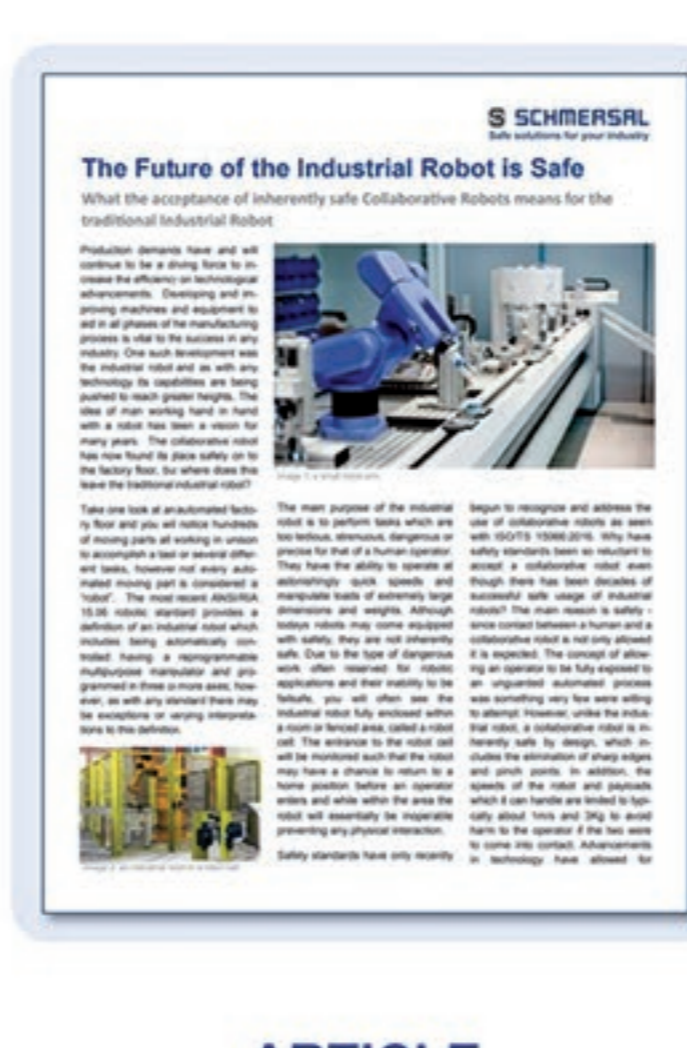 S SCHMERSAL
Safe solutions for your industry
The Future of the Industrial Robot is Safe
What the acceptance of inherently safe Collaborative Robots means for the
traditional Industrial Robot
Production demands have and will
continue to be a driving force to in-
crease the efficiency on technological
advancements. Developing and im-
proving machines and equipment to
aid in all phases of he manufacturing
process is vital to the success in any
industry. One such development was
the industrial robot and as with any
technology its capabilities are being
pushed to reach greater heights. The
idea of man working hand in hand
with a robot has been a vision for
many years. The collaborative robot
has now found its place safely on to
the factory floor, but where does this
leave the traditional industrial robot?
Take one look at an automated facto-
ry floor and you will notice hundreds
of moving parts all working in unison
to accomplish a task or several differ-
ent tasks, however not every auto-
mated moving part is considered a
"robot". The most recent ANSI/RIA
15.06 robotic standard provides a
definition of an industrial robot which
includes being automatically con-
trolled having a reprogrammable
multipurpose manipulator and pro-
grammed in three or more axes; how-
ever, as with any standard there may
be exceptions or varying interpreta-
tions to this definition.
The main purpose of the industrial
robot is to perform tasks which are
too tedious, strenuous, dangerous or
precise for that of a human operator.
They have the ability to operate at
astonishingly quick speeds and
manipulate loads of extremely large
dimensions and weights. Although
todays robots may come equipped
with safety, they are not inherently
safe. Due to the type of dangerous
work often reserved for robotic
applications and their inability to be
failsafe, you will often see the
industrial robot fully enclosed within
a room or fenced area, called a robot
cell. The entrance to the robot cell
will be monitored such that the robot
may have a chance to return to a
home position before an operator
enters and while within the area the
robot will essentially be inoperable
preventing any physical interaction.
Safety standards have only recently
begun to recognize and address the
use of collaborative robots as seen
with ISO/TS 15066:2016. Why have
safety standards been so reluctant to
accept a collaborative robot even
though there has been decades of
successful safe usage of industrial
robots? The main reason is safety -
since contact between a human and a
collaborative robot is not only allowed
it is expected. The concept of allow-
ing an operator to be fully exposed to
an unguarded automated process
was something very few were willing
to attempt. However, unlike the indus-
trial robot, a collaborative robot is in-
herently safe by design, which in-
cludes the elimination of sharp edges
and pinch points. In addition, the
speeds of the robot and payloads
which it can handle are limited to typi-
cally about 1m/s and 3Kg to avoid
harm to the operator if the two were
to come into contact. Advancements
in technology have allowed for